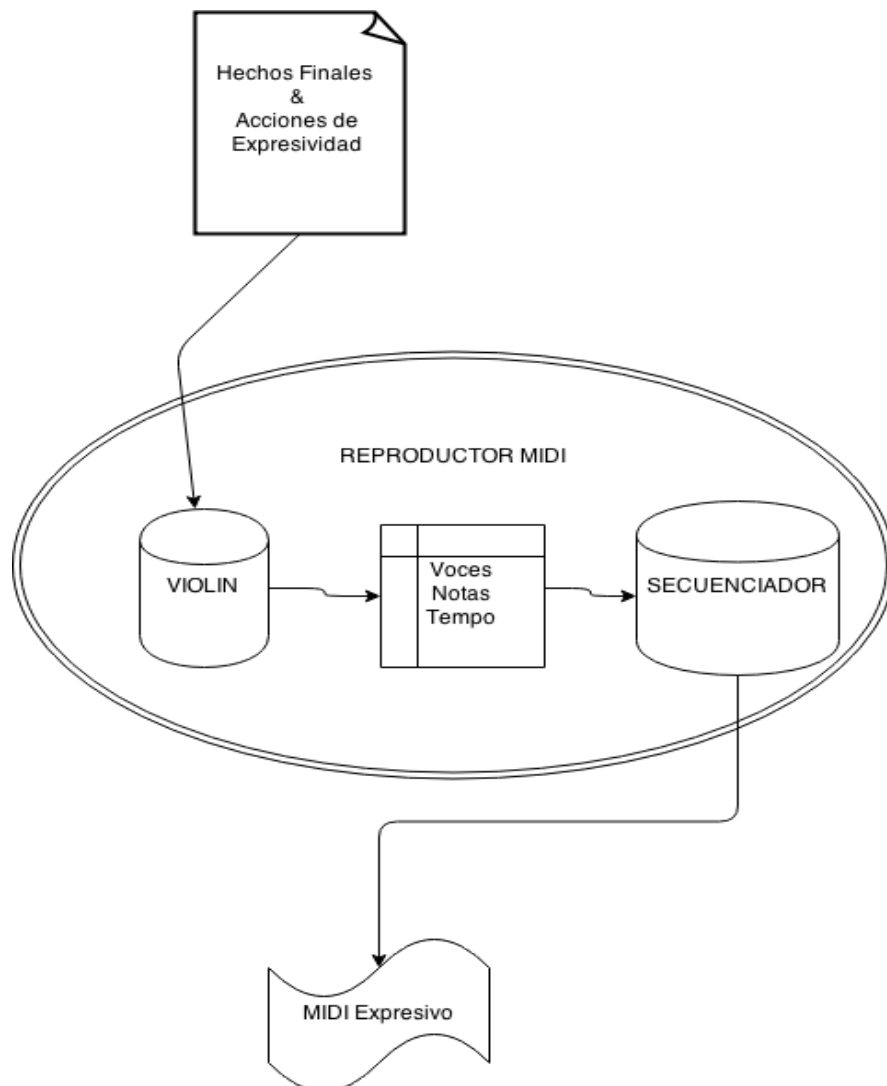 Hechos Finales
&
Acciones de
Expresividad
REPRODUCTOR MIDI
VIOLIN
Voces
Notas
Tempo
SECUENCIADOR
MIDI Expresivo